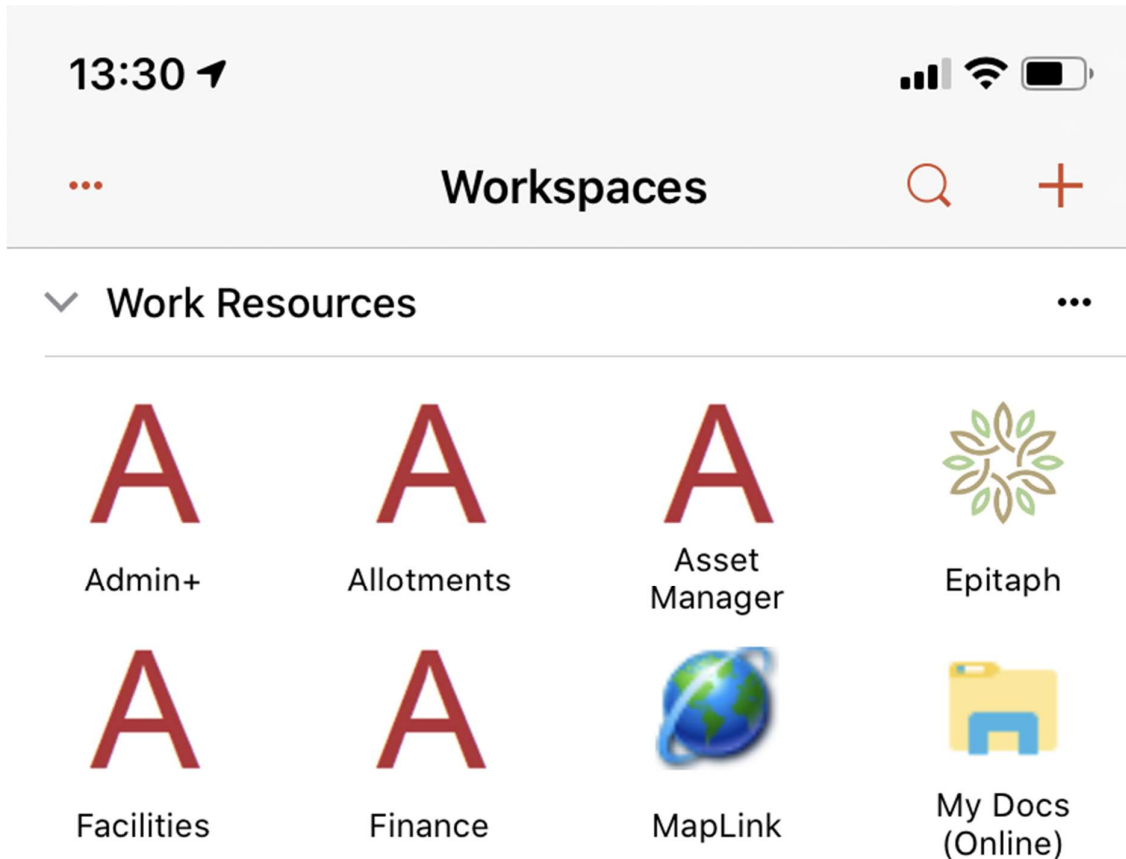 13:30
Workspaces
Work Resources
A A A
Admin+ Allotments Asset Manager Epitaph
A A
Facilities Finance MapLink My Docs (Online)